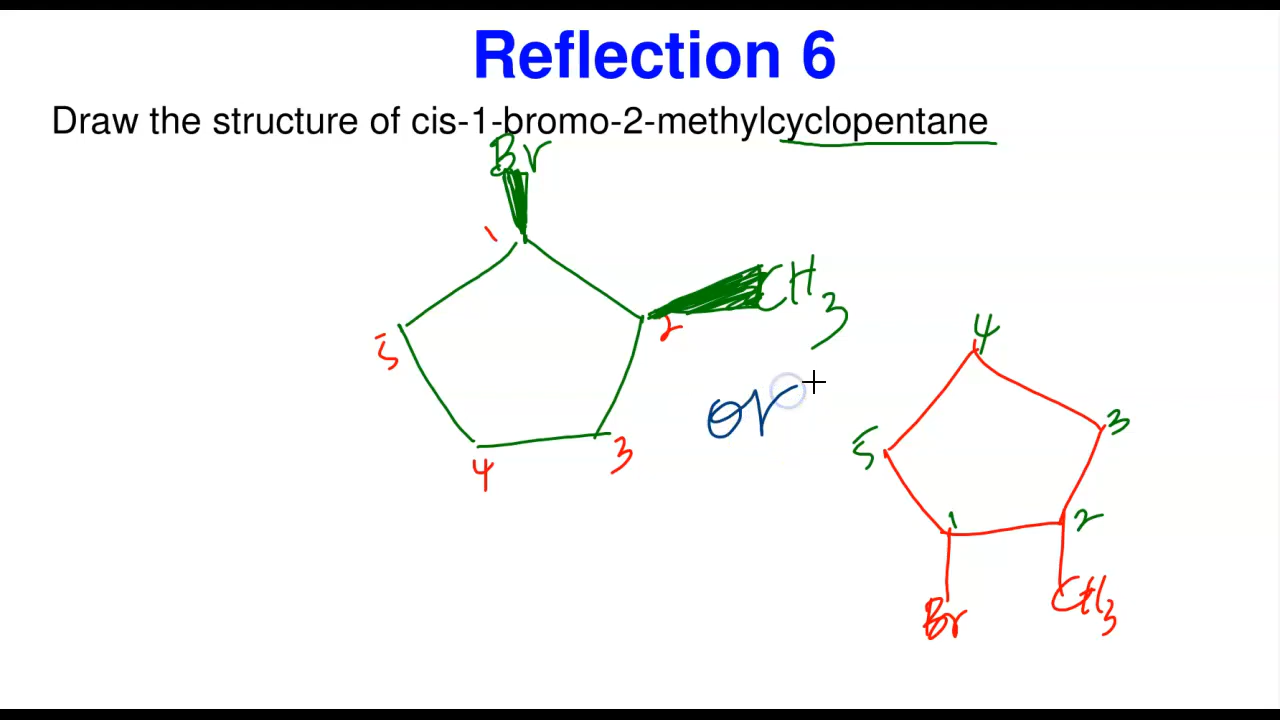 Reflection 6
Draw the structure of cis-1-bromo-2-methylcyclopentane
Br
1
CH3
2
5
4
3
or
4
3
5
1
2
Br
CH3